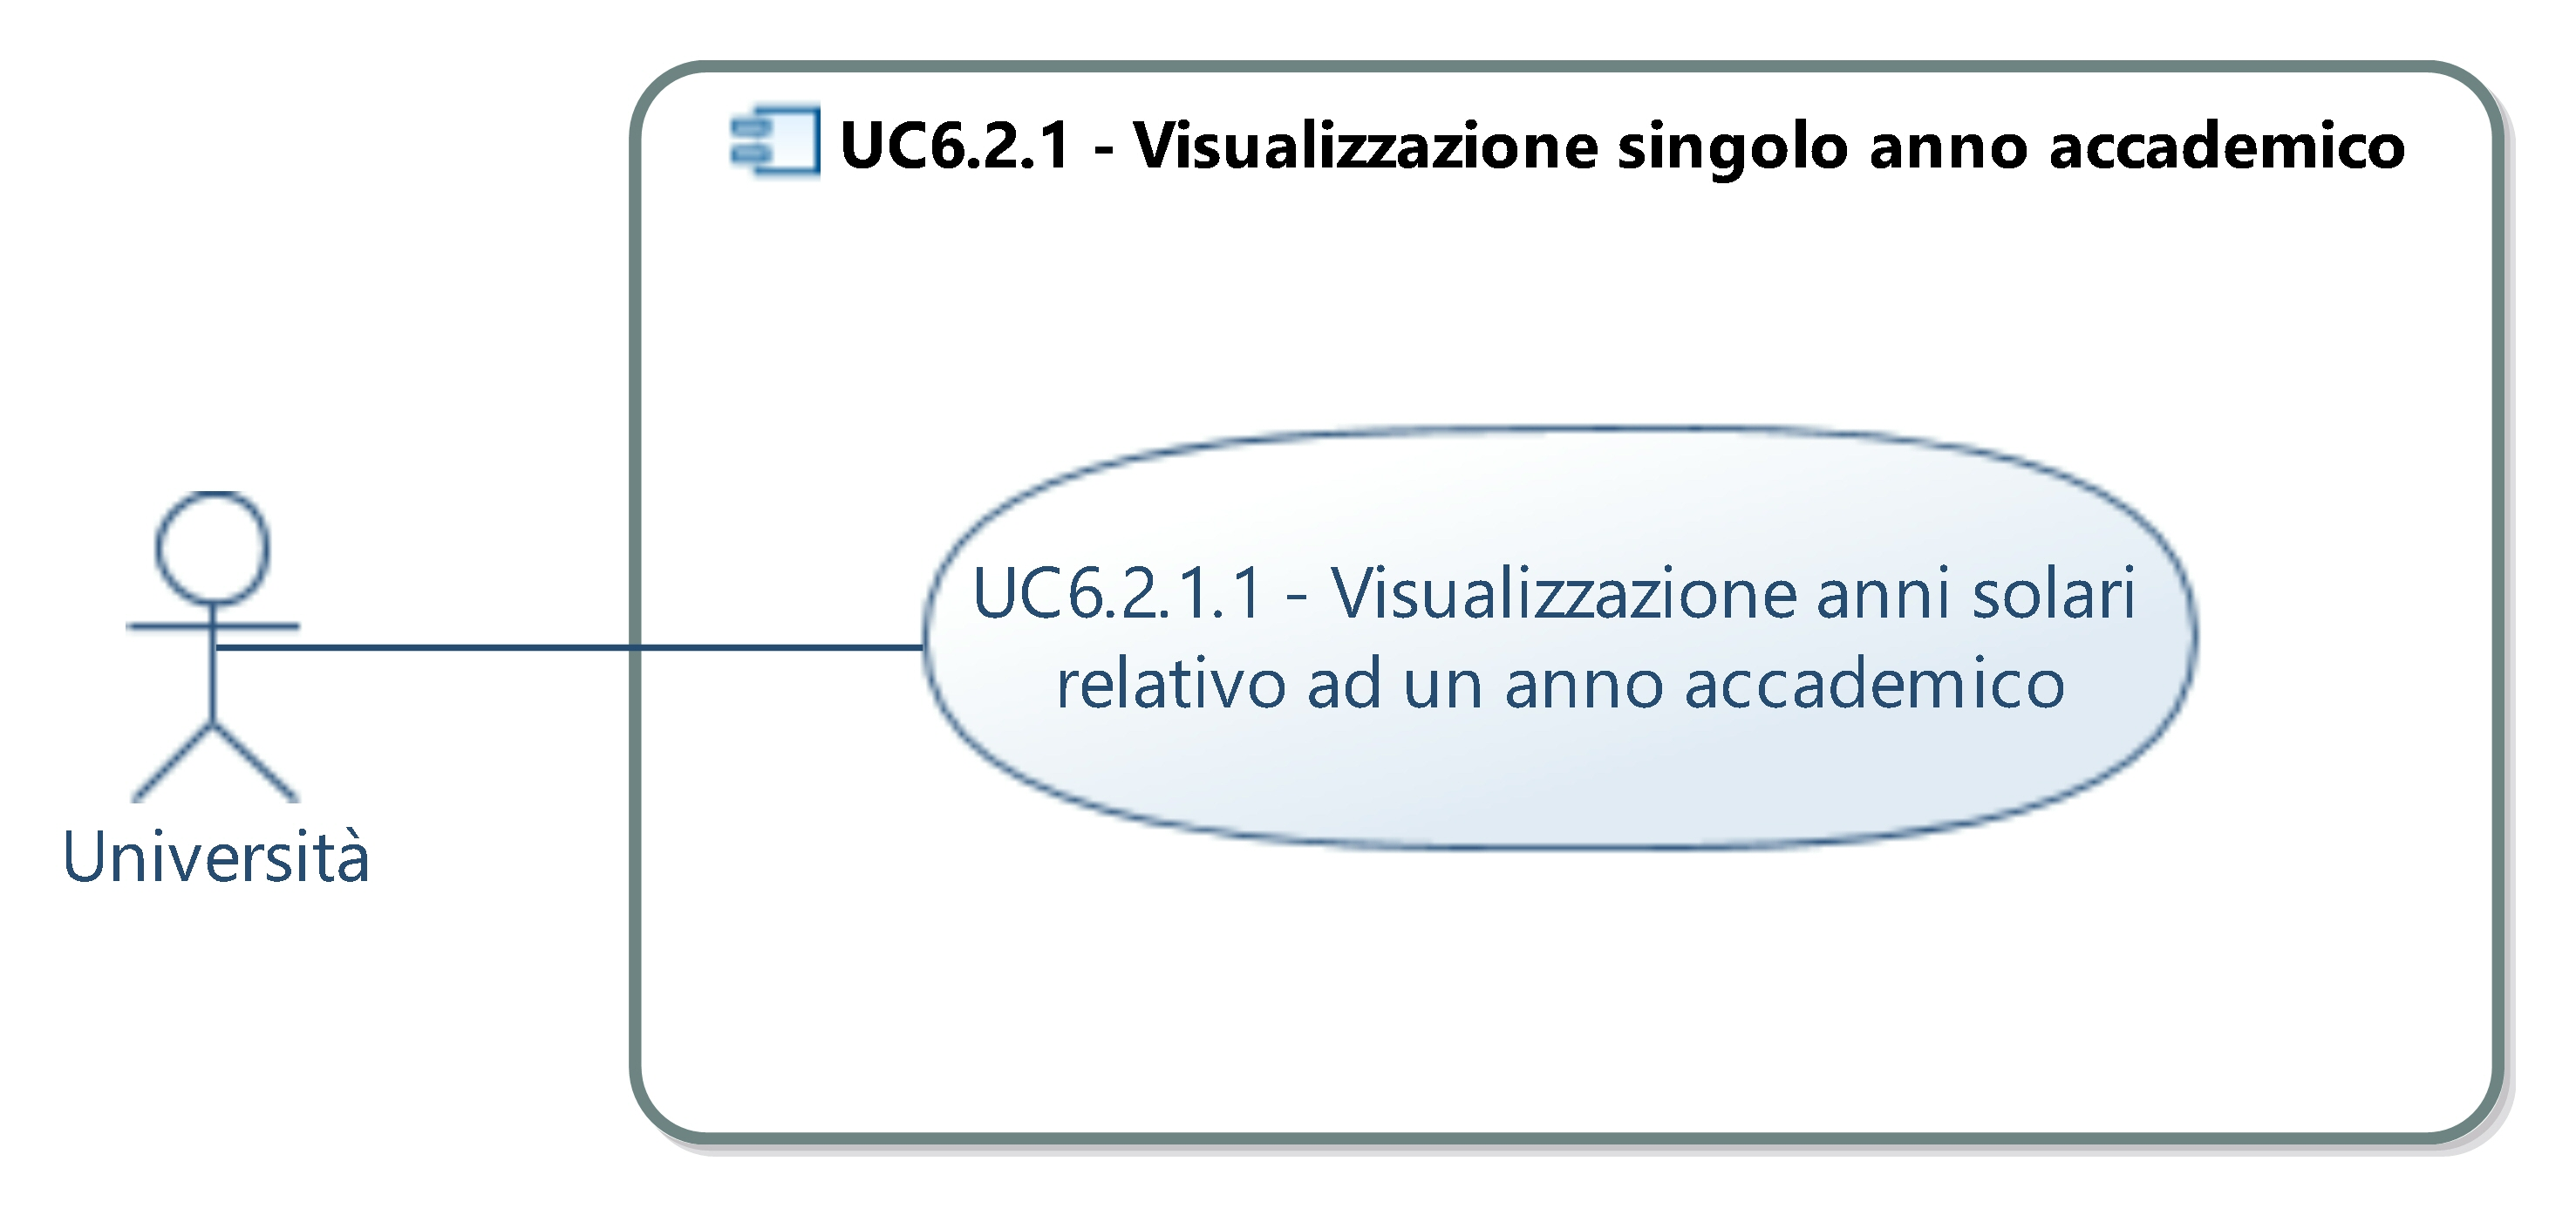 UC6.2.1 - Visualizzazione singolo anno accademico
UC6.2.1.1 - Visualizzazione anni solari
relativo ad un anno accademico
Università